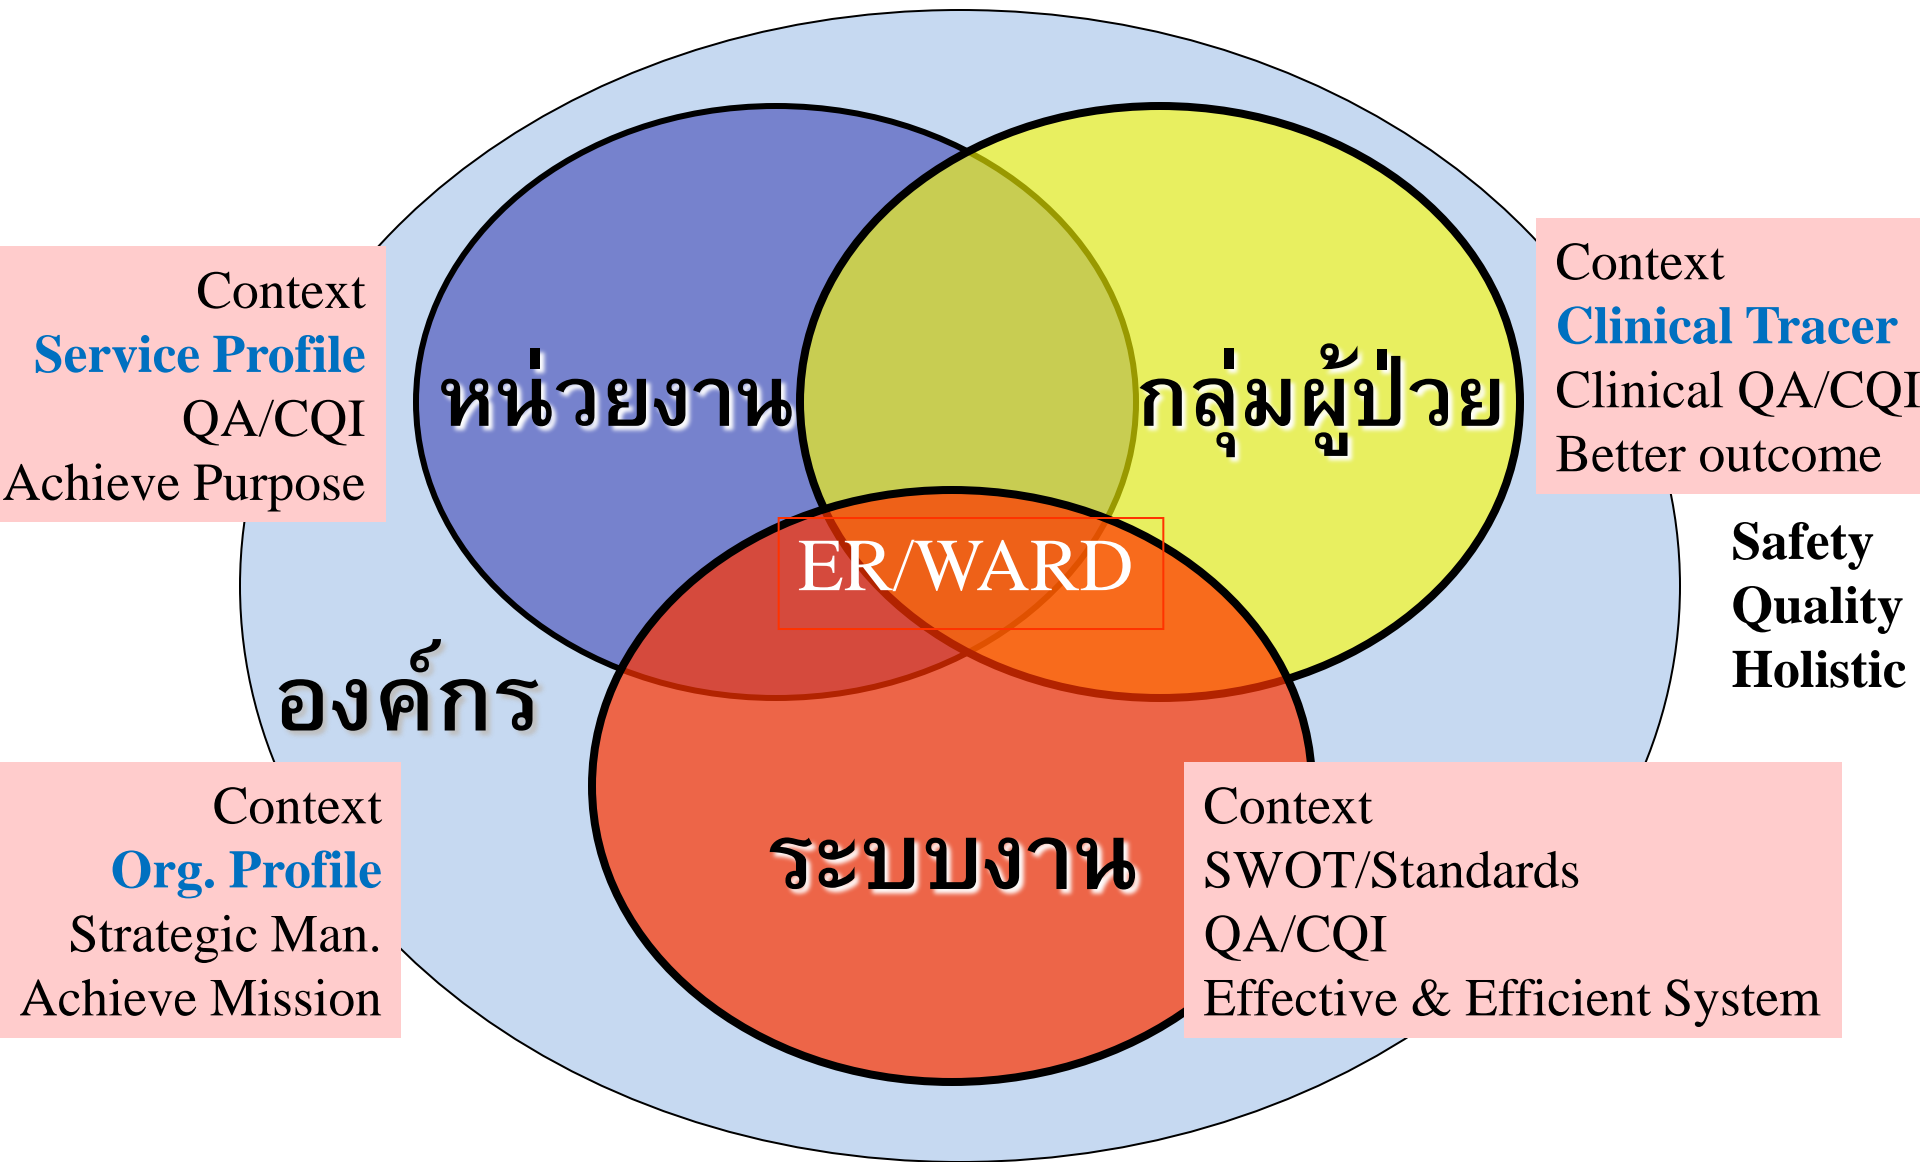 Context
Service Profile
QA/CQI
Achieve Purpose
หน่วยงาน
กลุ่มผู้ป่วย
Context
Clinical Tracer
Clinical QA/CQI
Better outcome
Safety
Quality
Holistic
ER/WARD
องค์กร
Context
Org. Profile
Strategic Man.
Achieve Mission
ระบบงาน
Context
SWOT/Standards
QA/CQI
Effective & Efficient System